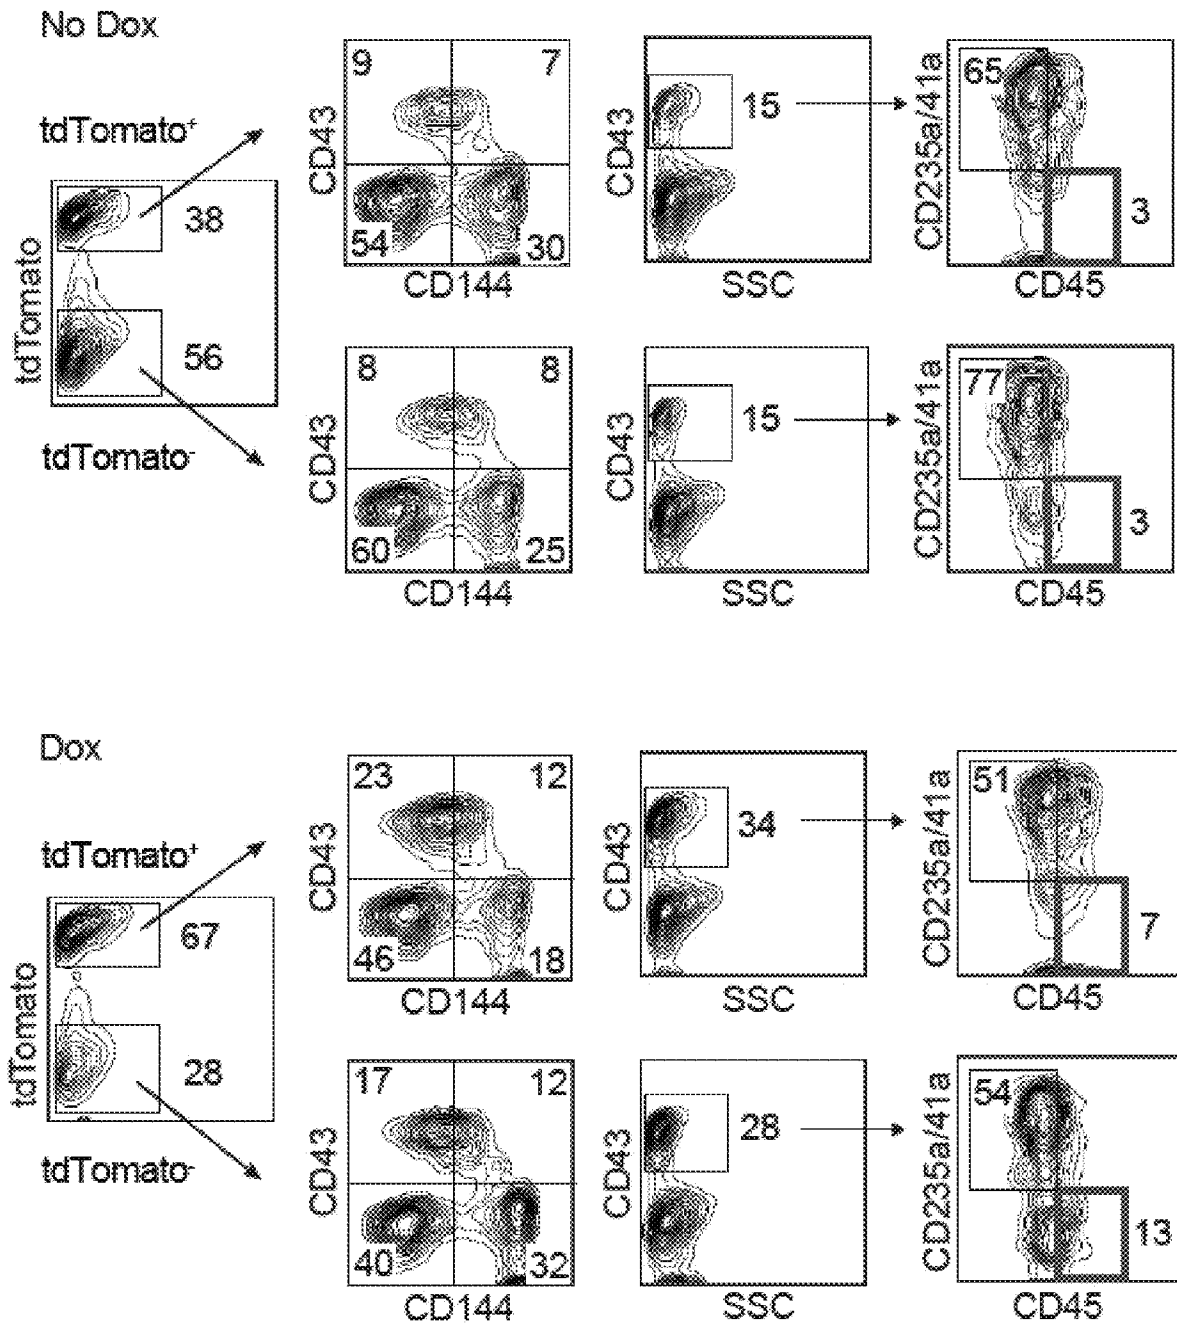 No Dox
tdTomato⁺
tdTomato
38
56
tdTomato⁻
CD43
9
7
54
30
CD144
CD43
15
SSC
CD235a/41a
65
3
CD45
CD43
8
8
60
25
CD144
CD43
15
SSC
CD235a/41a
77
3
CD45
Dox
tdTomato⁺
tdTomato
67
28
tdTomato⁻
CD43
23
12
46
18
CD144
CD43
34
SSC
CD235a/41a
51
7
CD45
CD43
17
12
40
32
CD144
CD43
28
SSC
CD235a/41a
54
13
CD45